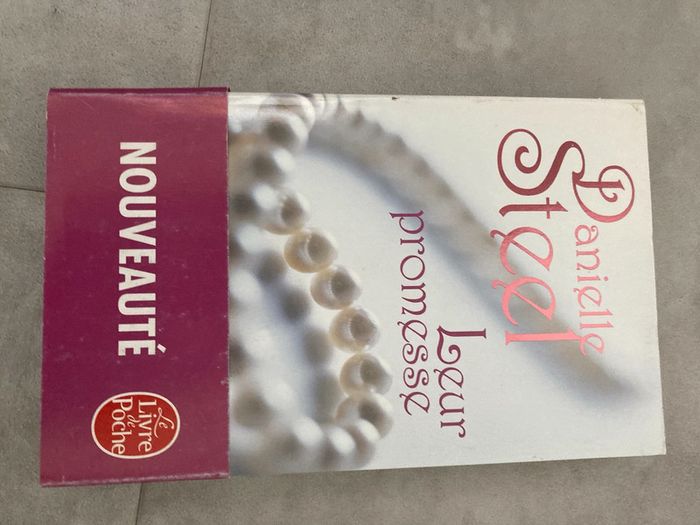 Danielle
Steel
Leur
promesse
NOUVEAUTÉ
Le
Livre
de
Poche